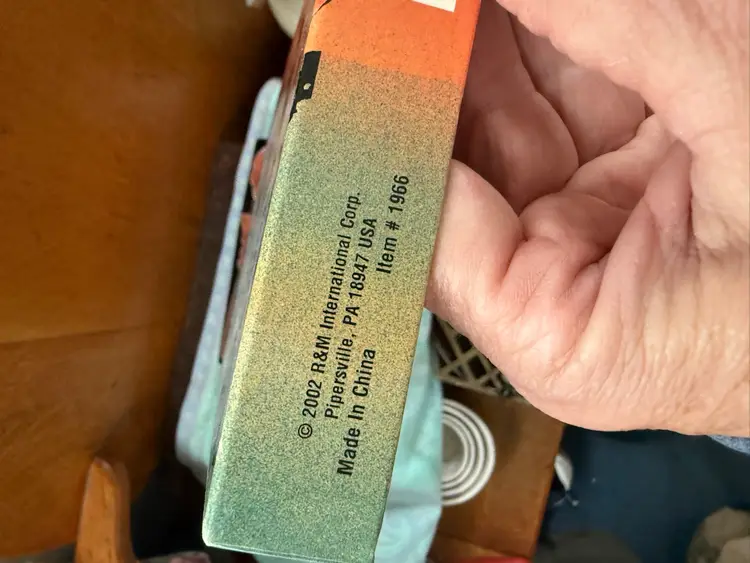 © 2002 R&M International Corp.
Pipersville, PA 18947 USA
Made In China Item # 1966